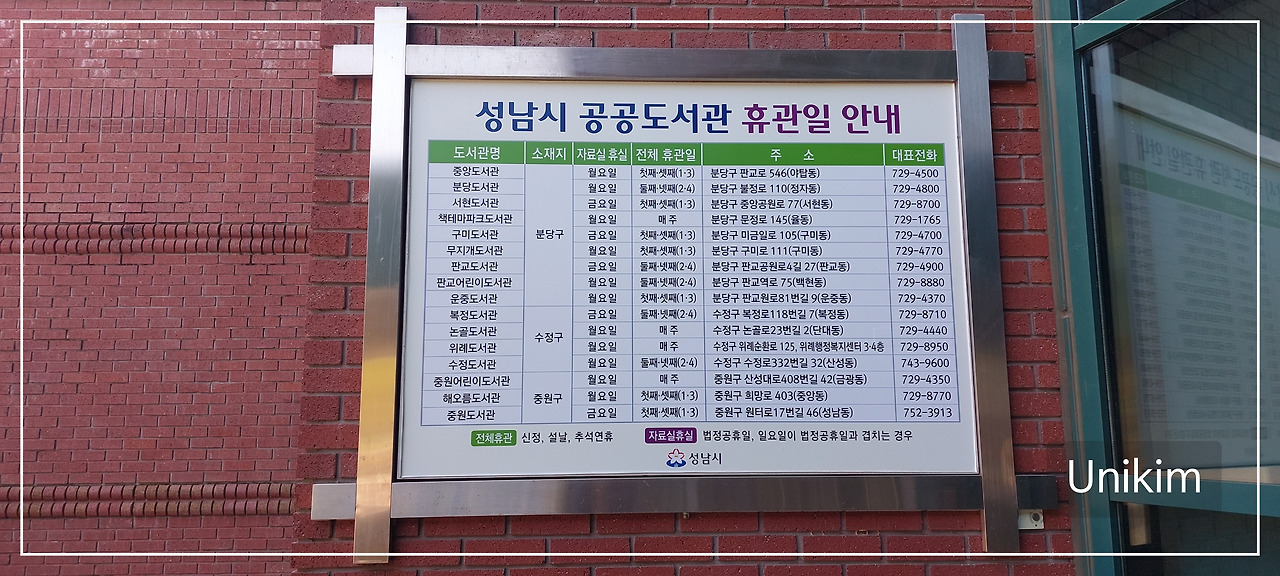 성남시 공공도서관 휴관일 안내
도서관명 소재지 자료실 휴실 전체 휴관일 주 소 대표전화
중앙도서관 월요일 첫째·셋째(1·3) 분당구 판교로 546(야탑동) 729-4500
분당도서관 월요일 둘째·넷째(2·4) 분당구 불정로 110(정자동) 729-4800
서현도서관 금요일 첫째·셋째(1·3) 분당구 중앙공원로 77(서현동) 729-8700
책테마파크도서관 월요일 매 주 분당구 문정로 145(율동) 729-1765
구미도서관 분당구 금요일 첫째·셋째(1·3) 분당구 미금일로 105(구미동) 729-4700
무지개도서관 월요일 첫째·셋째(1·3) 분당구 구미로 111(구미동) 729-4770
판교도서관 금요일 둘째·넷째(2·4) 분당구 판교공원로4길 27(판교동) 729-4900
판교어린이도서관 월요일 둘째·넷째(2·4) 분당구 판교역로 75(백현동) 729-8880
운중도서관 월요일 첫째·셋째(1·3) 분당구 판교원로81번길 9(운중동) 729-4370
복정도서관 금요일 둘째·넷째(2·4) 수정구 복정로118번길 7(복정동) 729-8710
논골도서관 수정구 월요일 매 주 수정구 논골로23번길 2(단대동) 729-4440
위례도서관 월요일 매 주 수정구 위례순환로 125, 위례행정복지센터 3·4층 729-8950
수정도서관 월요일 둘째·넷째(2·4) 수정구 수정로332번길 32(산성동) 743-9600
중원어린이도서관 월요일 매 주 중원구 산성대로408번길 42(금광동) 729-4350
해오름도서관 중원구 월요일 첫째·셋째(1·3) 중원구 희망로 403(중앙동) 729-8770
중원도서관 금요일 첫째·셋째(1·3) 중원구 원터로17번길 46(성남동) 752-3913
전체휴관 신정, 설날, 추석연휴 자료실휴실 법정공휴일, 일요일이 법정공휴일과 겹치는 경우
성남시
Unikim